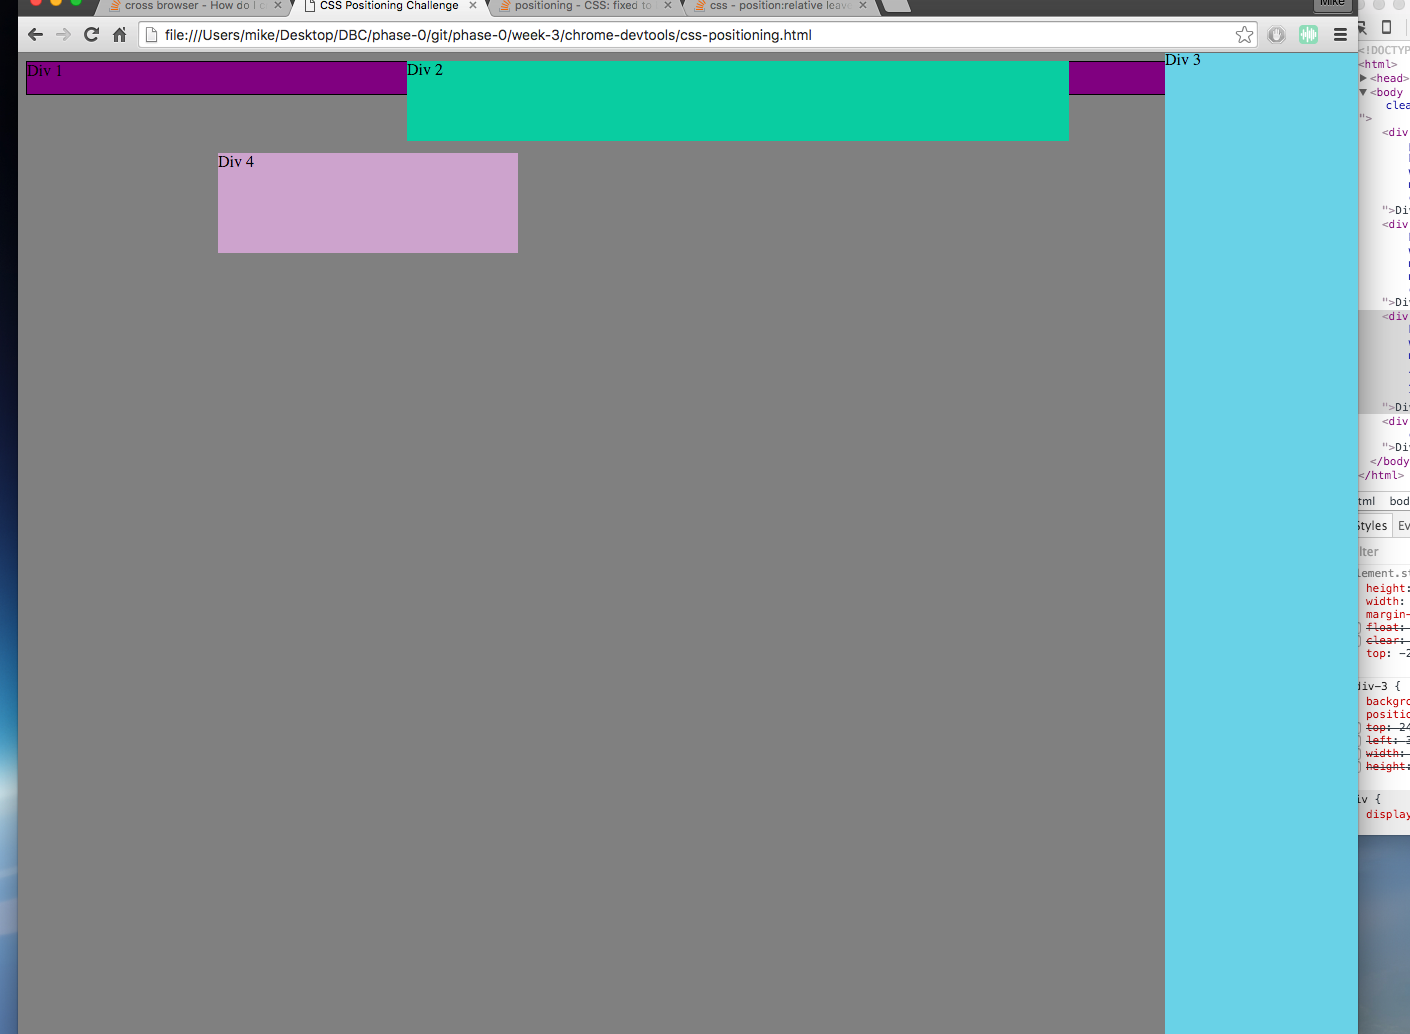 cross browser - How do I c
CSS Positioning Challenge
positioning - CSS: fixed to
css - position:relative leave
Mike
file:///Users/mike/Desktop/DBC/phase-0/git/phase-0/week-3/chrome-devtools/css-positioning.html
Div 1
Div 2
Div 3
Div 4
<!DOCTYP
<html>
<head>
<body
clea
">
<div
">Di
<div
">Di
<div
">Di
<div
">Di
</body
</html>
tml bod
Styles Ev
lter
lement.st
height:
width:
margin-
float:
clear:
top: -2
div-3 {
backgro
positio
top: 24
left: 3
width:
height:
iv {
display